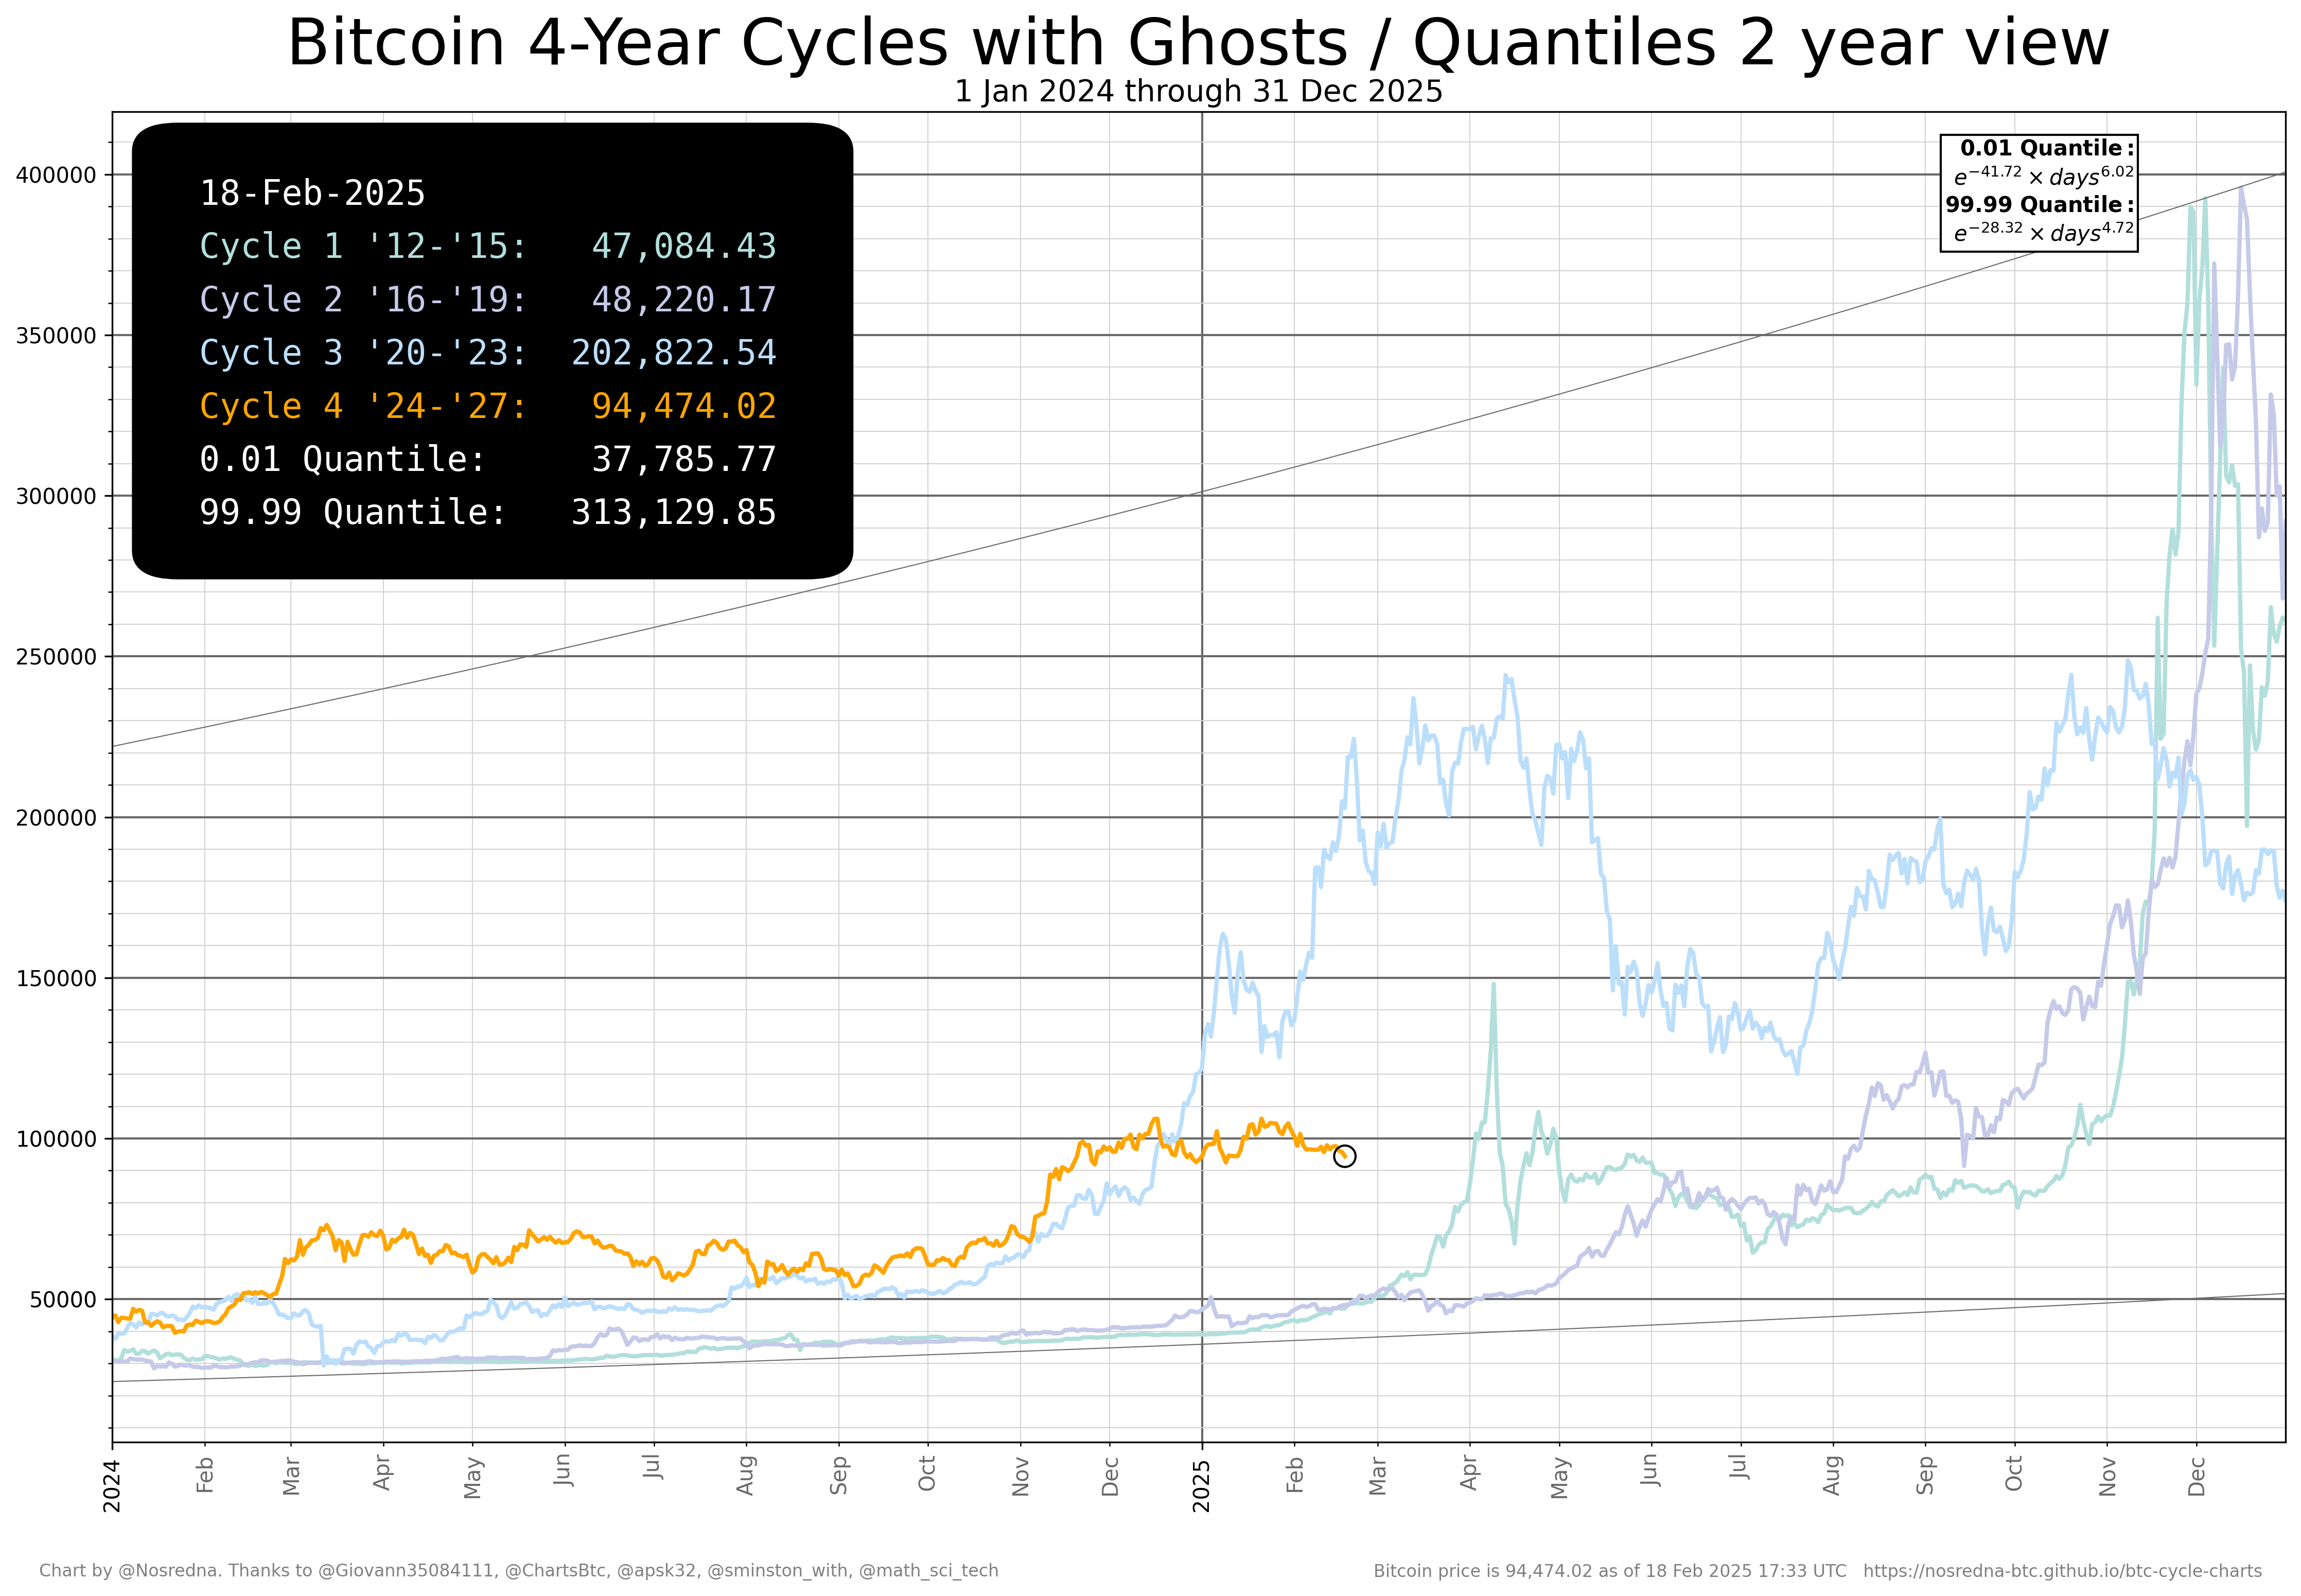 Bitcoin 4-Year Cycles with Ghosts / Quantiles 2 year view
1 Jan 2024 through 31 Dec 2025
18-Feb-2025
Cycle 1 '12-'15: 47,084.43
Cycle 2 '16-'19: 48,220.17
Cycle 3 '20-'23: 202,822.54
Cycle 4 '24-'27: 94,474.02
0.01 Quantile: 37,785.77
99.99 Quantile: 313,129.85
0.01 Quantile:
e^−41.72 × days^6.02
99.99 Quantile:
e^−28.32 × days^4.72
400000
350000
300000
250000
200000
150000
100000
50000
2024 Feb Mar Apr May Jun Jul Aug Sep Oct Nov Dec 2025 Feb Mar Apr May Jun Jul Aug Sep Oct Nov Dec
Chart by @Nosredna. Thanks to @Giovann35084111, @ChartsBtc, @apsk32, @sminston_with, @math_sci_tech
Bitcoin price is 94,474.02 as of 18 Feb 2025 17:33 UTC https://nosredna-btc.github.io/btc-cycle-charts